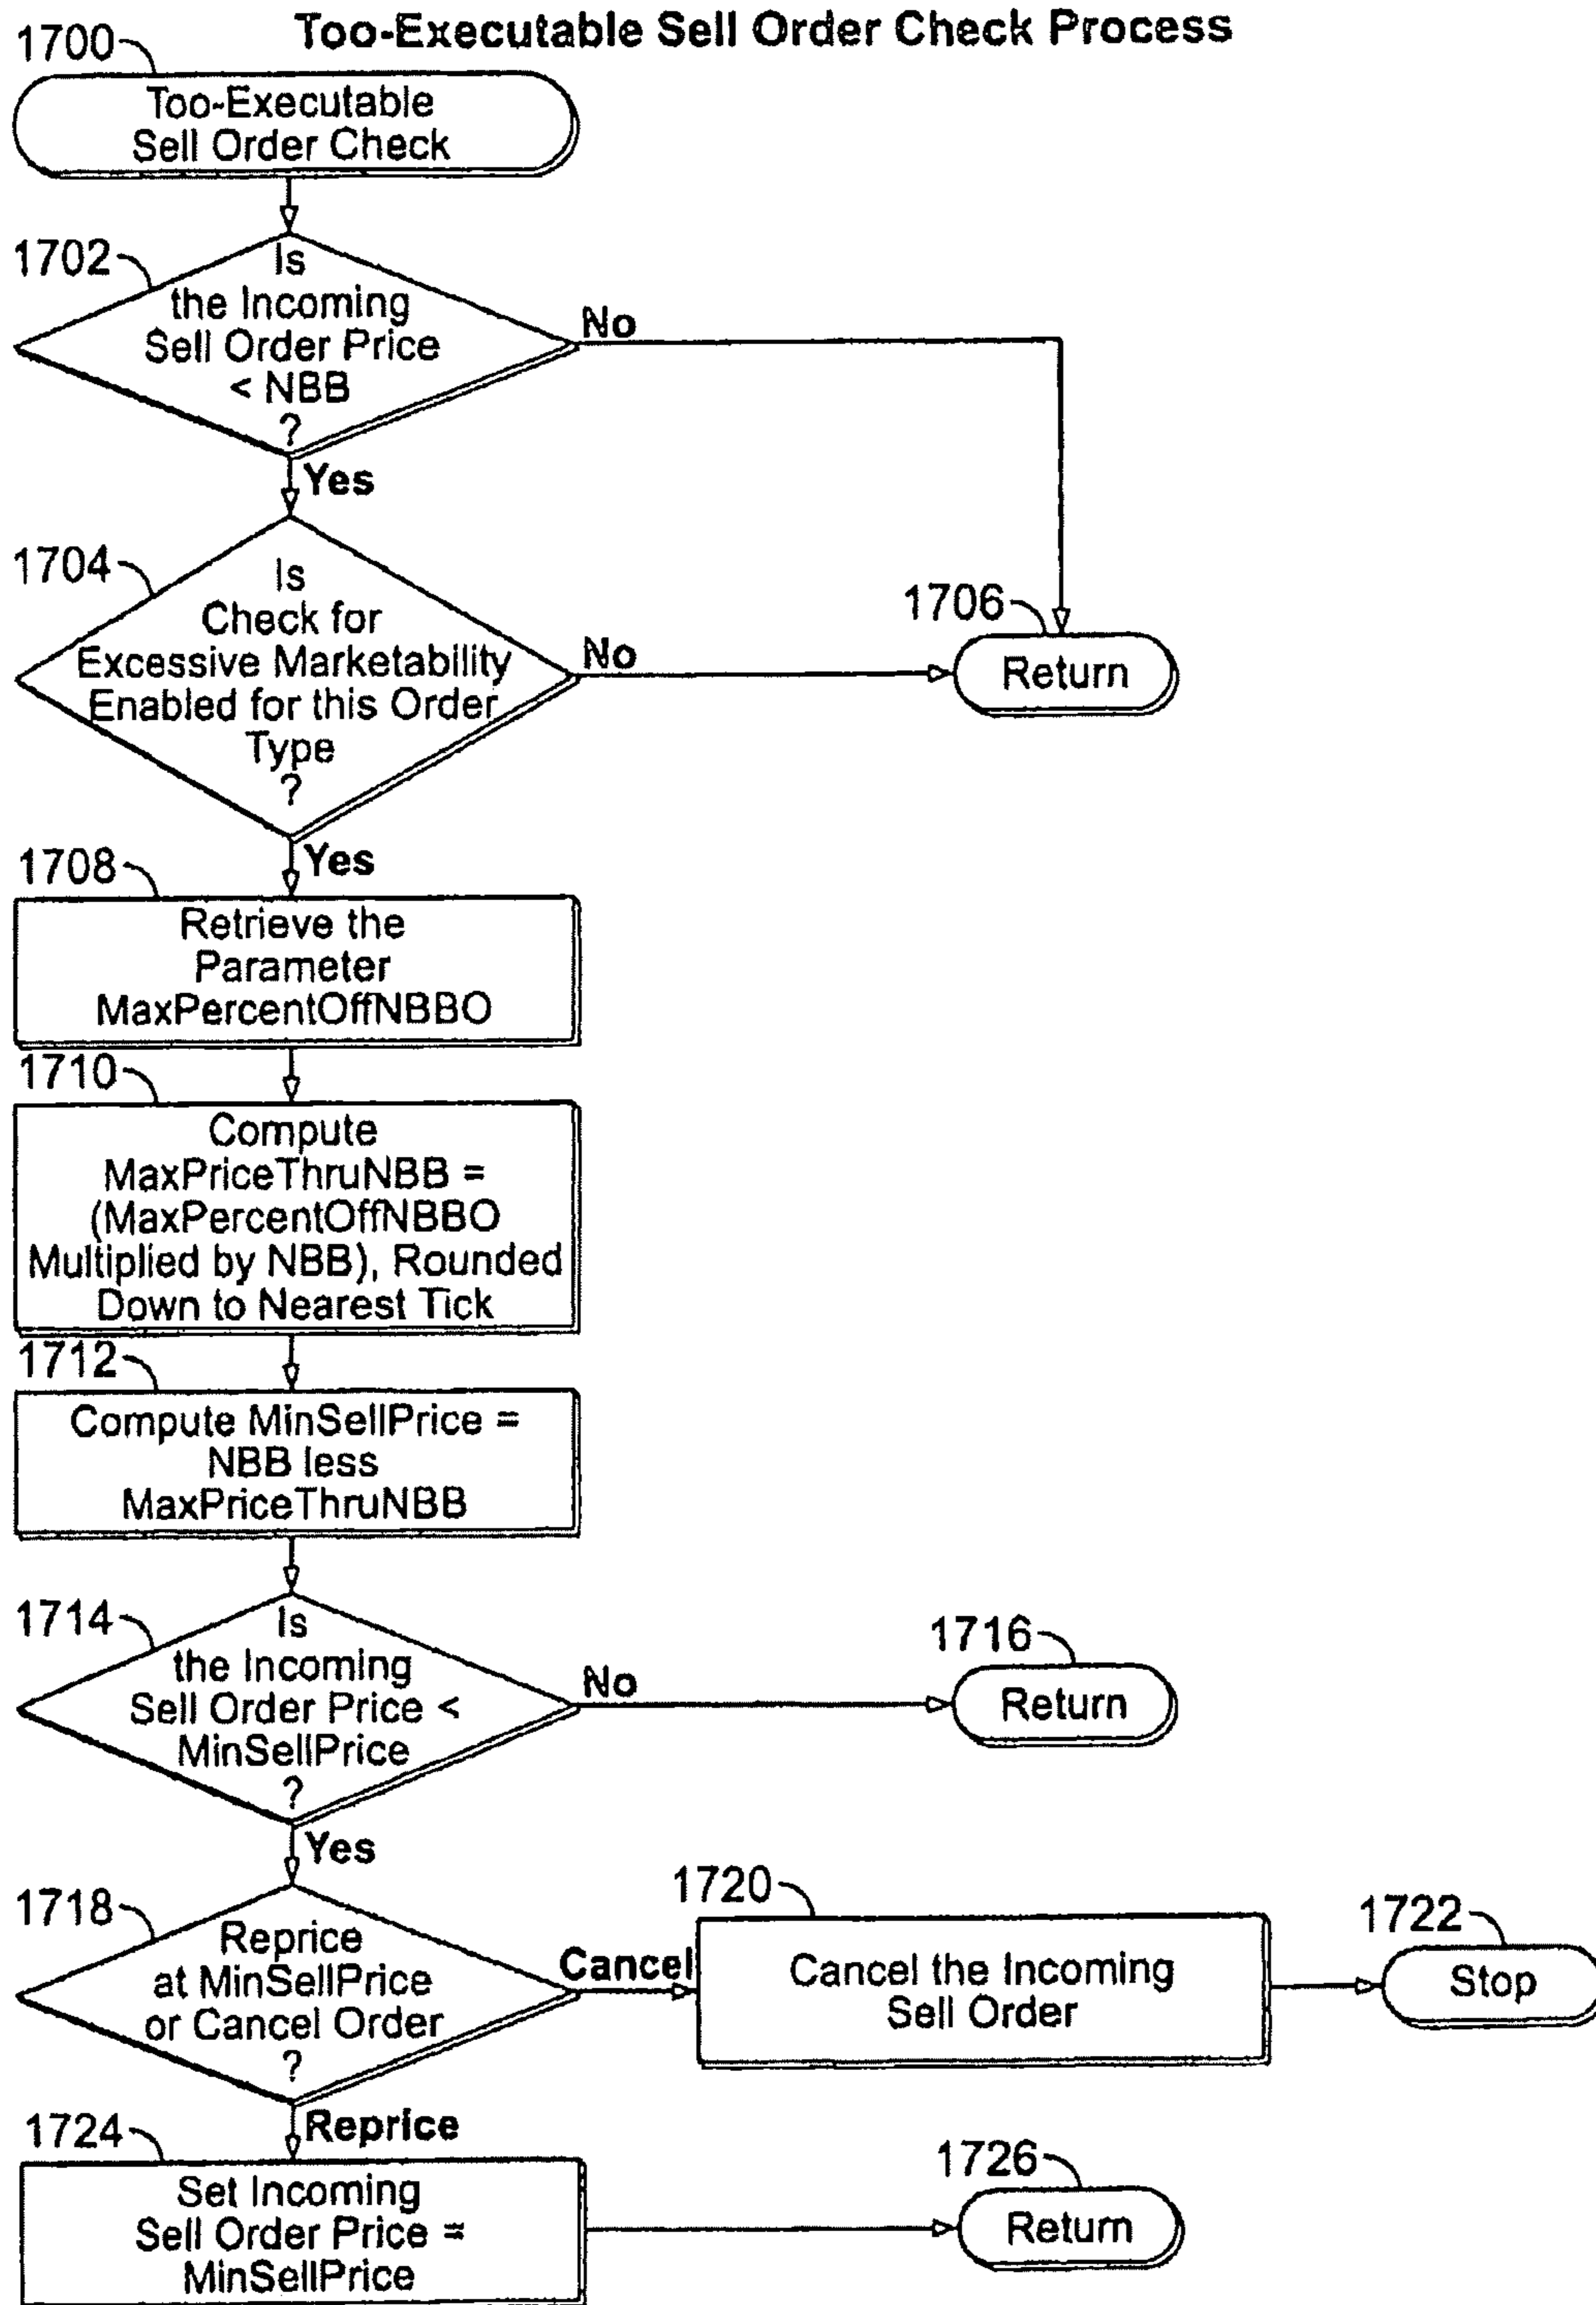 Too-Executable Sell Order Check Process
1700
Too-Executable
Sell Order Check
1702
Is
the Incoming
Sell Order Price
< NBB
?
No
Yes
1704
Is
Check for
Excessive Marketability
Enabled for this Order
Type
?
No
1706
Return
Yes
1708
Retrieve the
Parameter
MaxPercentOffNBBO
1710
Compute
MaxPriceThruNBB =
(MaxPercentOffNBBO
Multiplied by NBB), Rounded
Down to Nearest Tick
1712
Compute MinSellPrice =
NBB less
MaxPriceThruNBB
1714
Is
the Incoming
Sell Order Price <
MinSellPrice
?
No
1716
Return
Yes
1718
Reprice
at MinSellPrice
or Cancel Order
?
Cancel
1720
Cancel the Incoming
Sell Order
1722
Stop
Reprice
1724
Set Incoming
Sell Order Price =
MinSellPrice
1726
Return